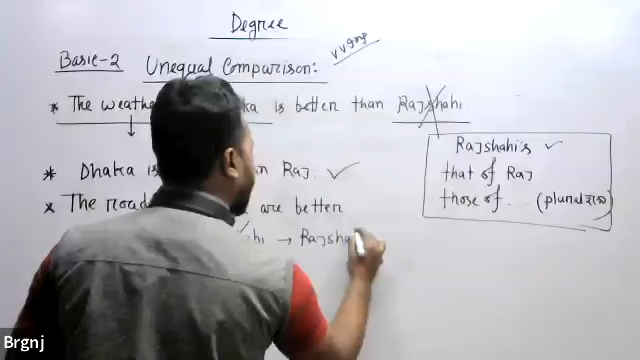 Degree
Basic-2 Unequal Comparison: VVgmp
* The weathe ka is better than Rajshahi
* Dhaka is an Raj. ✓
* The road are better
hi → Rajsha
Rajshahi's ✓
that of Raj
those of ... (plural হলে)
Brgnj